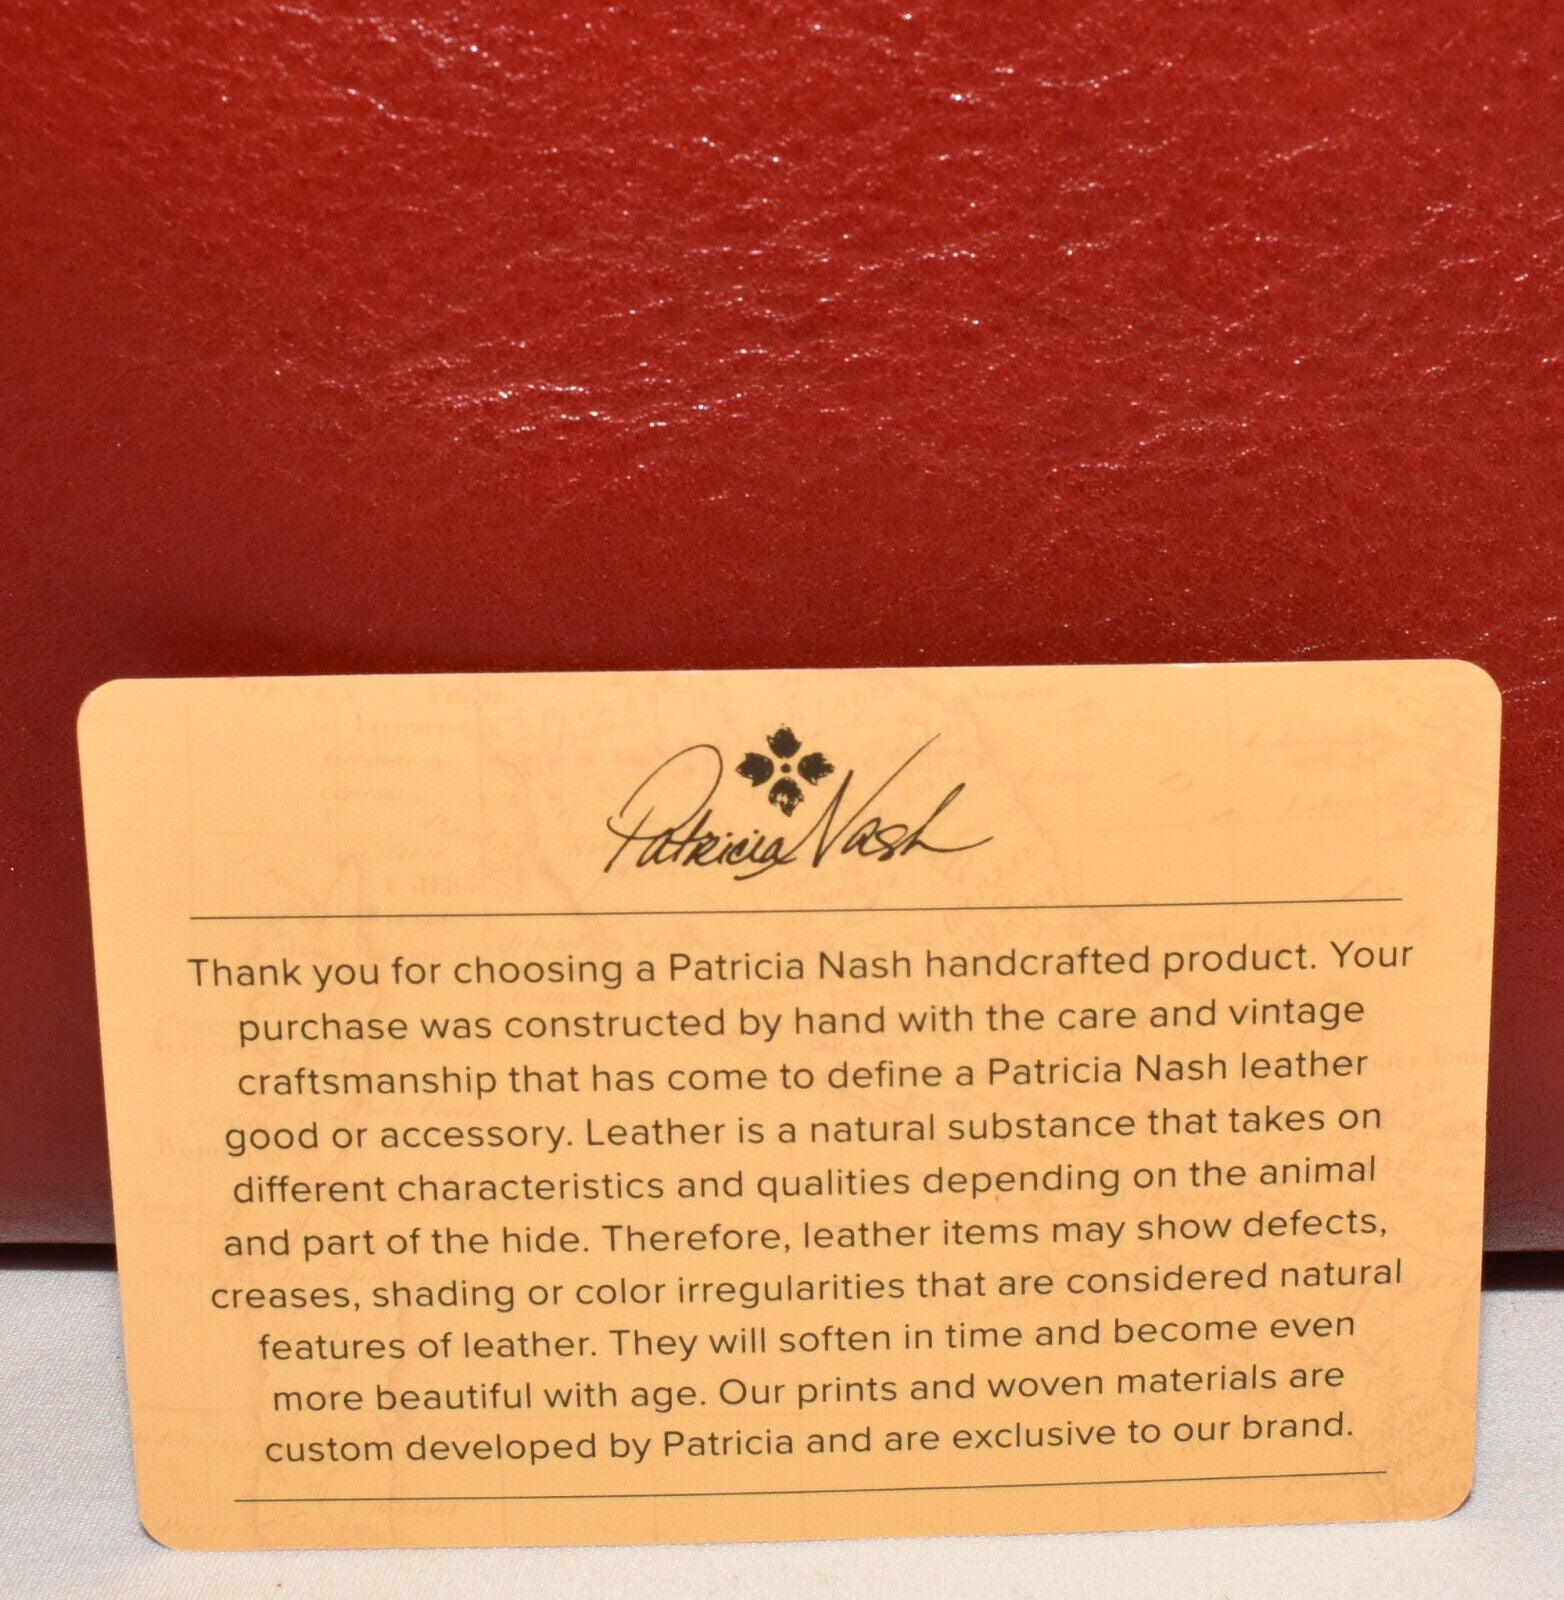 Patricia Nash
Thank you for choosing a Patricia Nash handcrafted product. Your
purchase was constructed by hand with the care and vintage
craftsmanship that has come to define a Patricia Nash leather
good or accessory. Leather is a natural substance that takes on
different characteristics and qualities depending on the animal
and part of the hide. Therefore, leather items may show defects,
creases, shading or color irregularities that are considered natural
features of leather. They will soften in time and become even
more beautiful with age. Our prints and woven materials are
custom developed by Patricia and are exclusive to our brand.